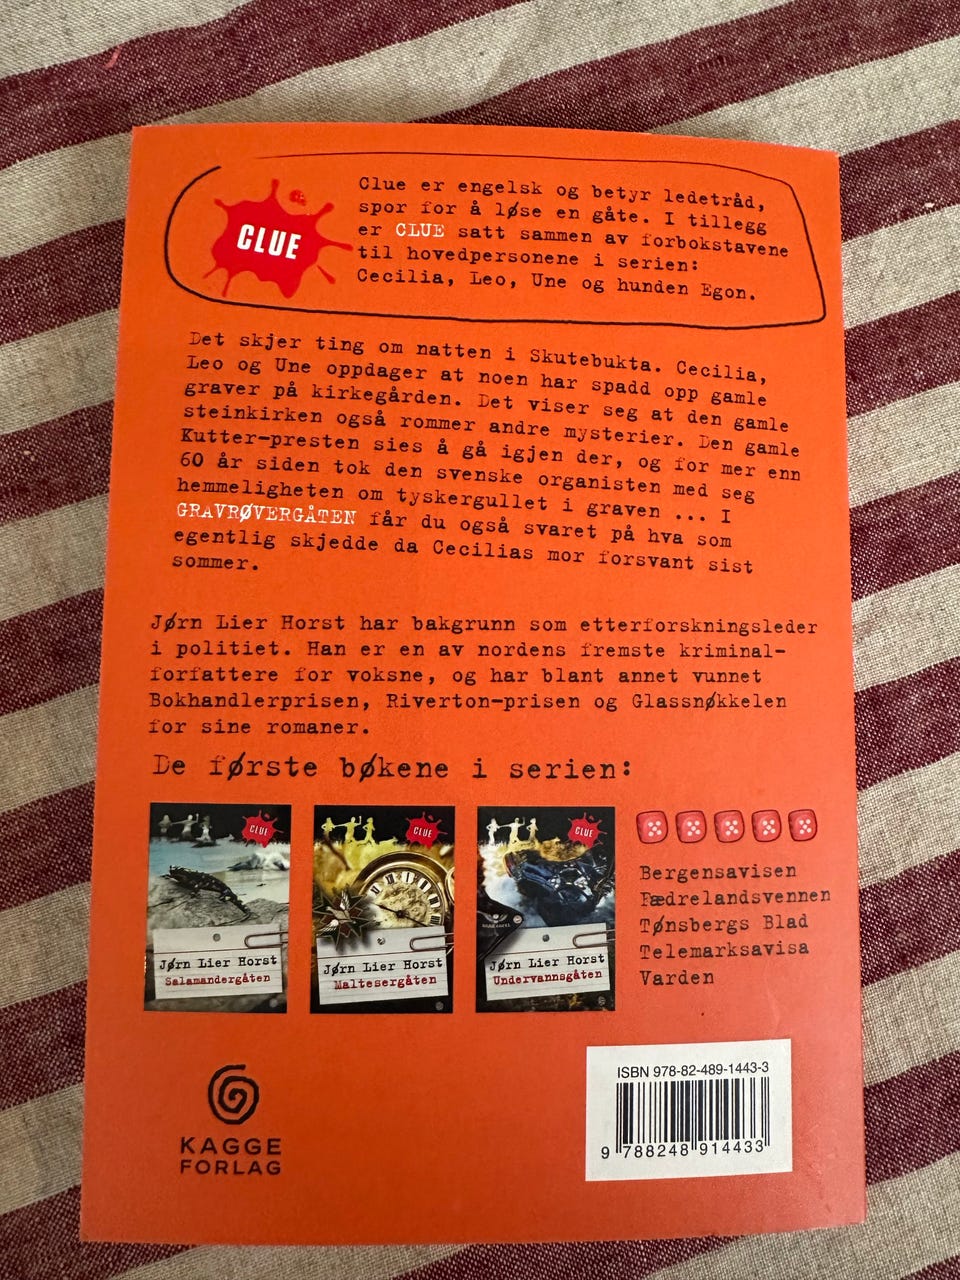 CLUE
Clue er engelsk og betyr ledetråd,
spor for å løse en gåte. I tillegg
er CLUE satt sammen av forbokstavene
til hovedpersonene i serien:
Cecilia, Leo, Une og hunden Egon.
Det skjer ting om natten i Skutebukta. Cecilia,
Leo og Une oppdager at noen har spadd opp gamle
graver på kirkegården. Det viser seg at den gamle
steinkirken også rommer andre mysterier. Den gamle
Kutter-presten sies å gå igjen der, og for mer enn
60 år siden tok den svenske organisten med seg
hemmeligheten om tyskergullet i graven ... I
GRAVRØVERGÅTEN får du også svaret på hva som
egentlig skjedde da Cecilias mor forsvant sist
sommer.
Jørn Lier Horst har bakgrunn som etterforskningsleder
i politiet. Han er en av nordens fremste kriminal-
forfattere for voksne, og har blant annet vunnet
Bokhandlerprisen, Riverton-prisen og Glassnøkkelen
for sine romaner.
De første bøkene i serien:
CLUE
Jørn Lier Horst
Salamandergåten
CLUE
Jørn Lier Horst
Maltesergåten
CLUE
Jørn Lier Horst
Undervannsgåten
Bergensavisen
Fædrelandsvennen
Tønsbergs Blad
Telemarksavisa
Varden
KAGGE
FORLAG
ISBN 978-82-489-1443-3
9 788248 914433